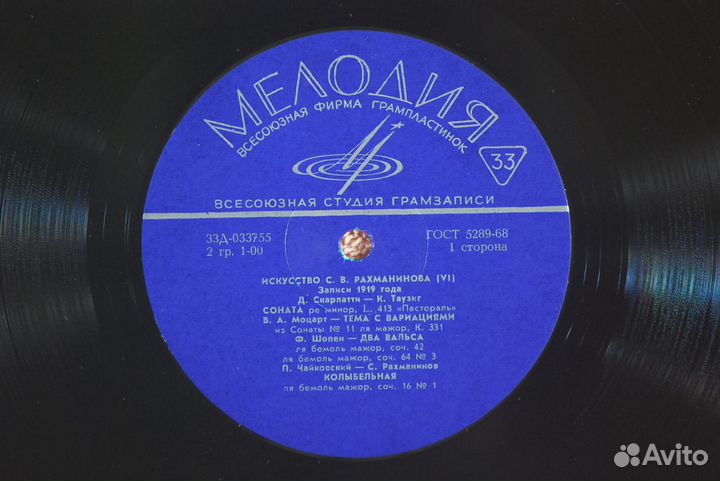 МЕЛОДИЯ
ВСЕСОЮЗНАЯ ФИРМА ГРАМПЛАСТИНОК
33
ВСЕСОЮЗНАЯ СТУДИЯ ГРАМЗАПИСИ
33Д-033755
2 гр. 1-00
ГОСТ 5289-68
1 сторона
ИСКУССТВО С. В. РАХМАНИНОВА (VI)
Записи 1919 года
Д. Скарлатти — К. Таузиг
СОНАТА ре минор, L. 413 «Пастораль»
В. А. Моцарт — ТЕМА С ВАРИАЦИЯМИ
из Сонаты № 11 ля мажор, К. 331
Ф. Шопен — ДВА ВАЛЬСА
ля бемоль мажор, соч. 42
ля бемоль мажор, соч. 64 № 3
П. Чайковский — С. Рахманинов
КОЛЫБЕЛЬНАЯ
ля бемоль мажор, соч. 16 № 1
Avito